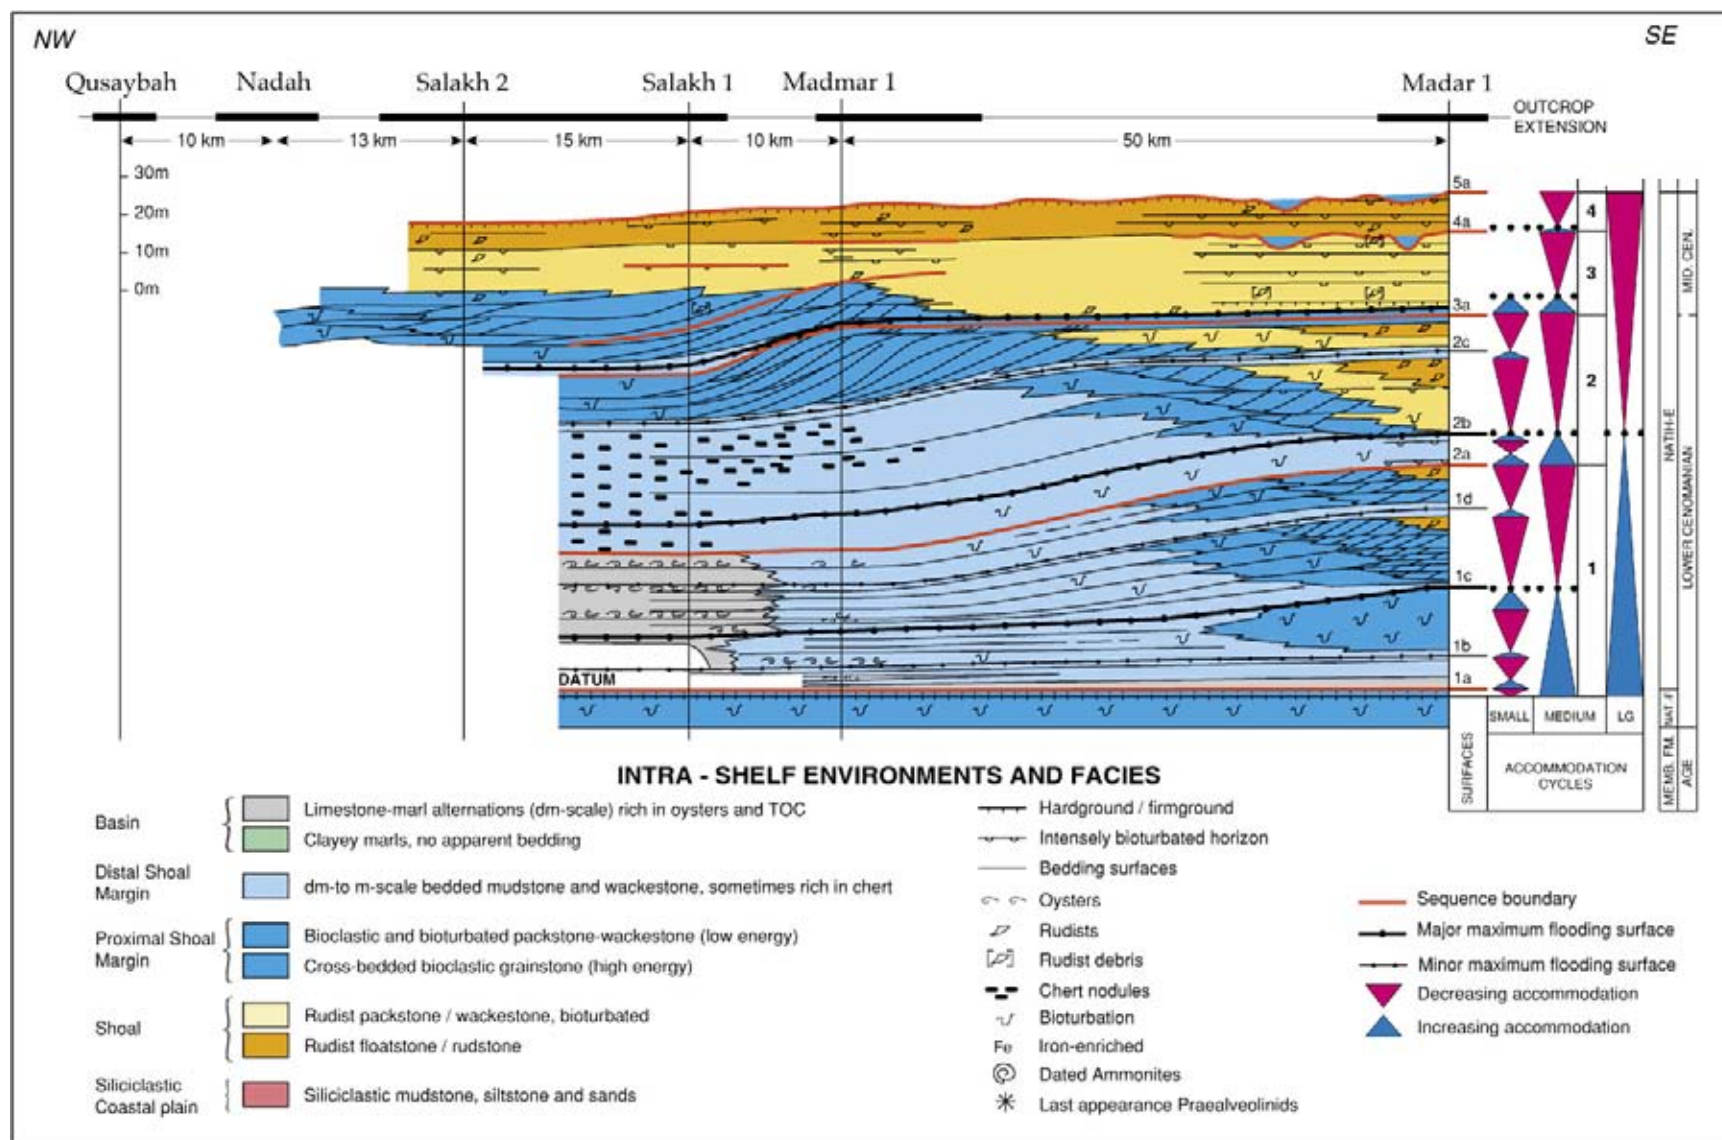 NW
SE
Qusaybah Nadah Salakh 2 Salakh 1 Madmar 1 Madar 1
OUTCROP
EXTENSION
10 km 13 km 15 km 10 km 50 km
30m
20m
10m
0m
5a
4a
3a
2c
2b
2a
1d
1c
1b
1a
DATUM
4
3
2
1
MID. CEN.
LOWER CENOMANIAN
NATIH-E
NAT. F
SMALL MEDIUM LG
SURFACES
ACCOMMODATION
CYCLES
MEMB. FM.
AGE
INTRA - SHELF ENVIRONMENTS AND FACIES
Basin
Limestone-marl alternations (dm-scale) rich in oysters and TOC
Clayey marls, no apparent bedding
Distal Shoal
Margin
dm-to m-scale bedded mudstone and wackestone, sometimes rich in chert
Proximal Shoal
Margin
Bioclastic and bioturbated packstone-wackestone (low energy)
Cross-bedded bioclastic grainstone (high energy)
Shoal
Rudist packstone / wackestone, bioturbated
Rudist floatstone / rudstone
Siliciclastic
Coastal plain
Siliciclastic mudstone, siltstone and sands
Hardground / firmground
Intensely bioturbated horizon
Bedding surfaces
Oysters
Rudists
Rudist debris
Chert nodules
Bioturbation
Fe Iron-enriched
Dated Ammonites
Last appearance Praealveolinids
Sequence boundary
Major maximum flooding surface
Minor maximum flooding surface
Decreasing accommodation
Increasing accommodation